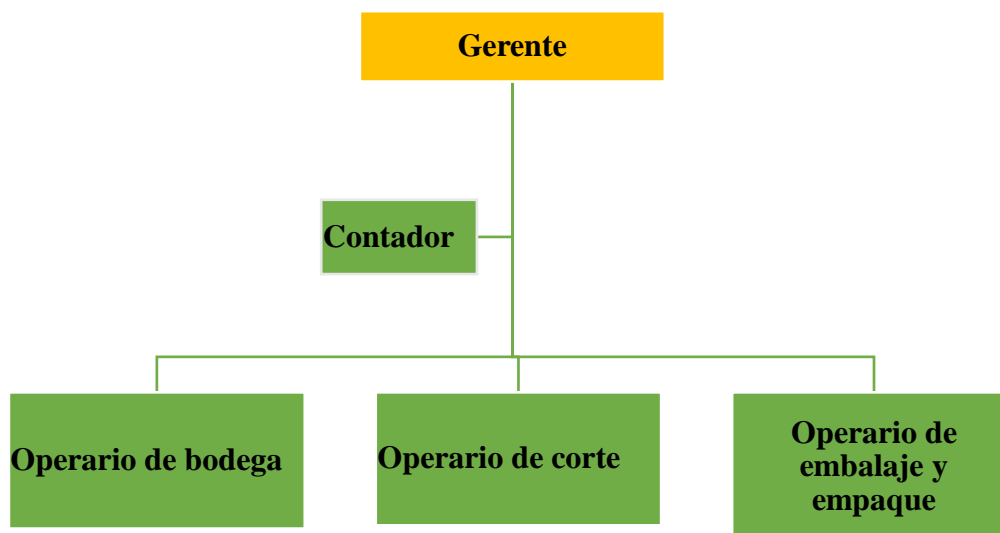 Gerente
Contador
Operario de bodega
Operario de corte
Operario de
embalaje y
empaque